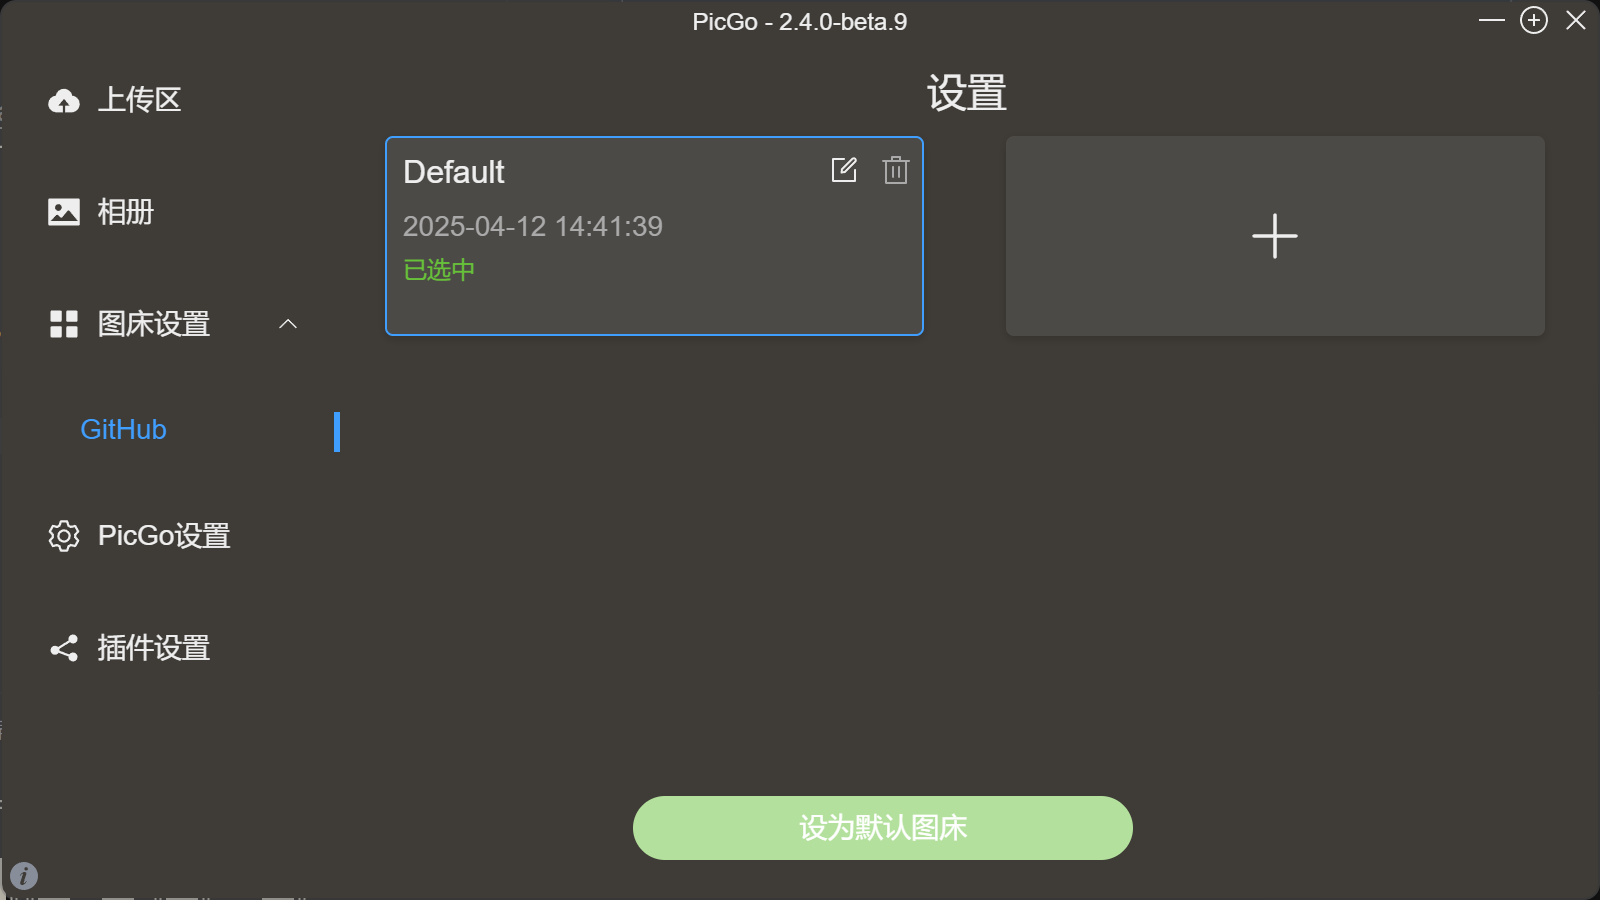 PicGo - 2.4.0-beta.9
上传区
相册
图床设置
GitHub
PicGo设置
插件设置
设置
Default
2025-04-12 14:41:39
已选中
设为默认图床